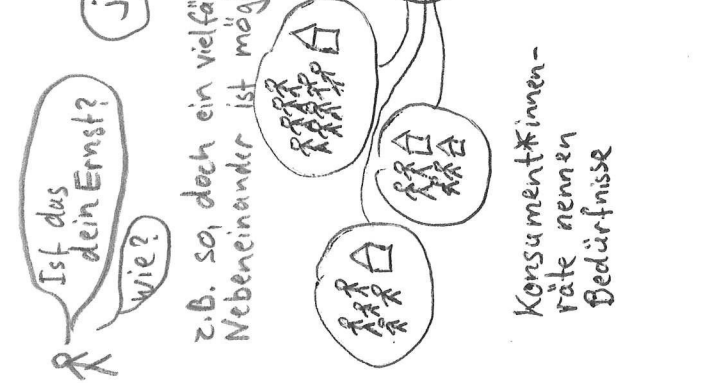 Ist das
dein Ernst?
Wie?
z.B. so, doch ein vielfä
Nebeneinander ist mög
Konsument*innen-
räte nennen
Bedürfnisse